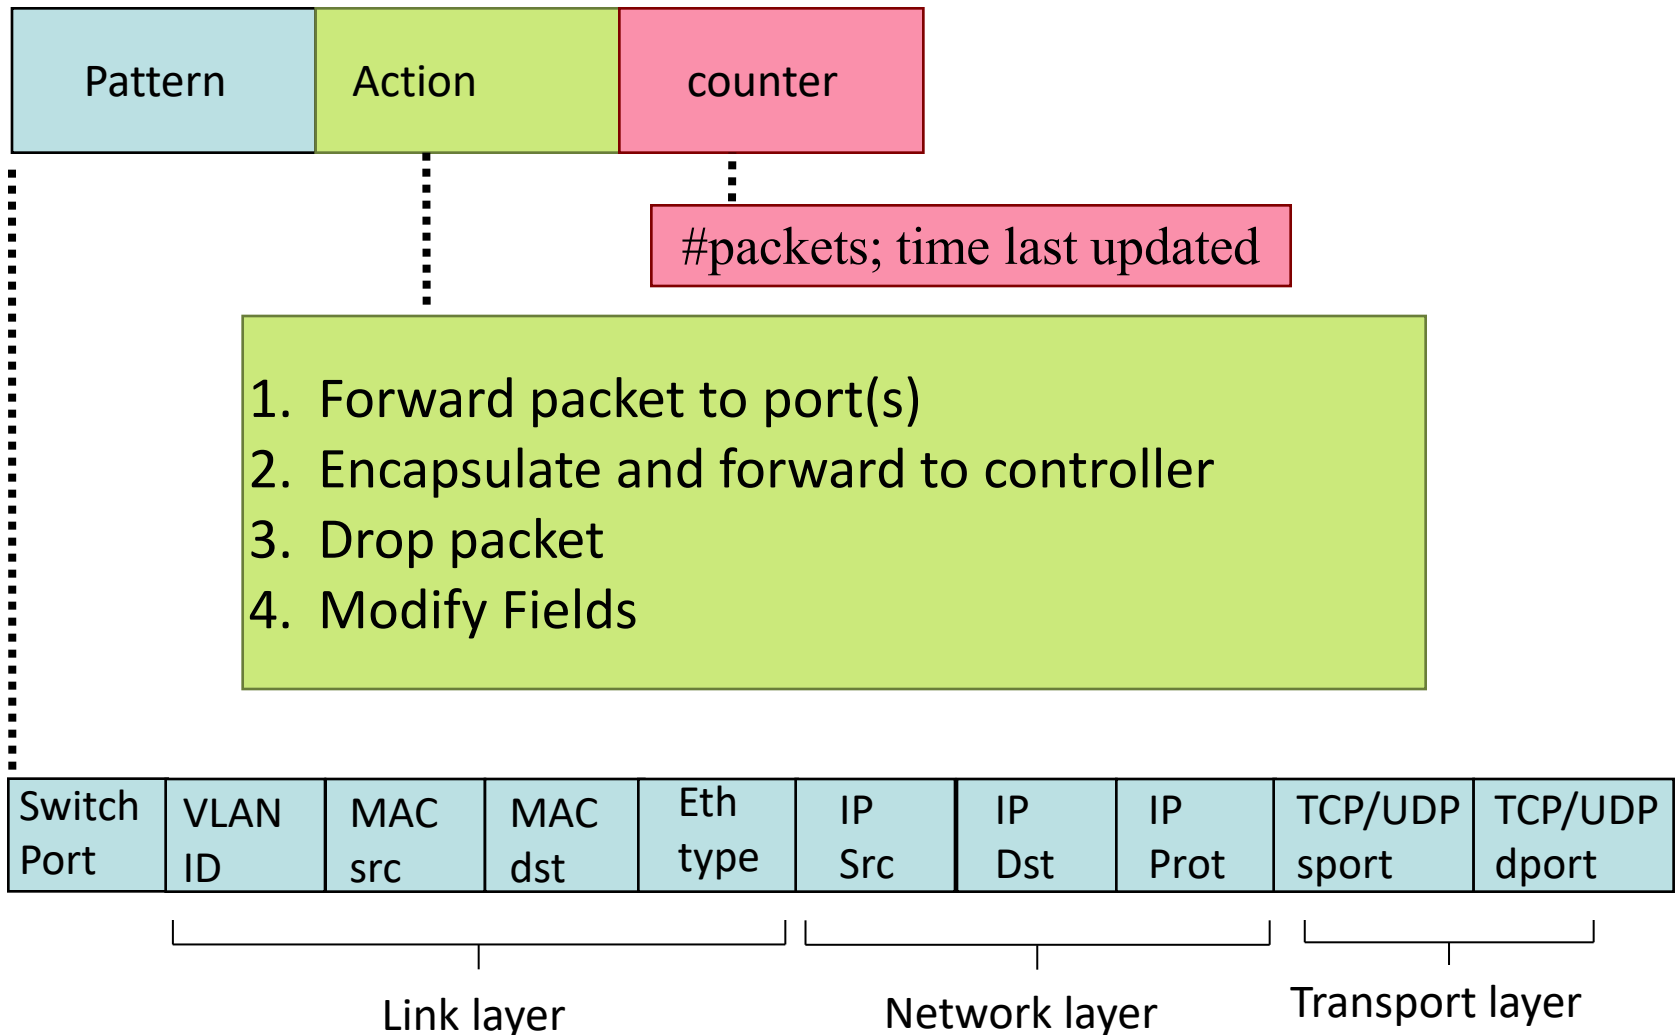 Pattern
Action
counter
#packets; time last updated
1. Forward packet to port(s)
2. Encapsulate and forward to controller
3. Drop packet
4. Modify Fields
Switch
Port
VLAN
ID
MAC
src
MAC
dst
Eth
type
IP
Src
IP
Dst
IP
Prot
TCP/UDP
sport
TCP/UDP
dport
Link layer
Network layer
Transport layer